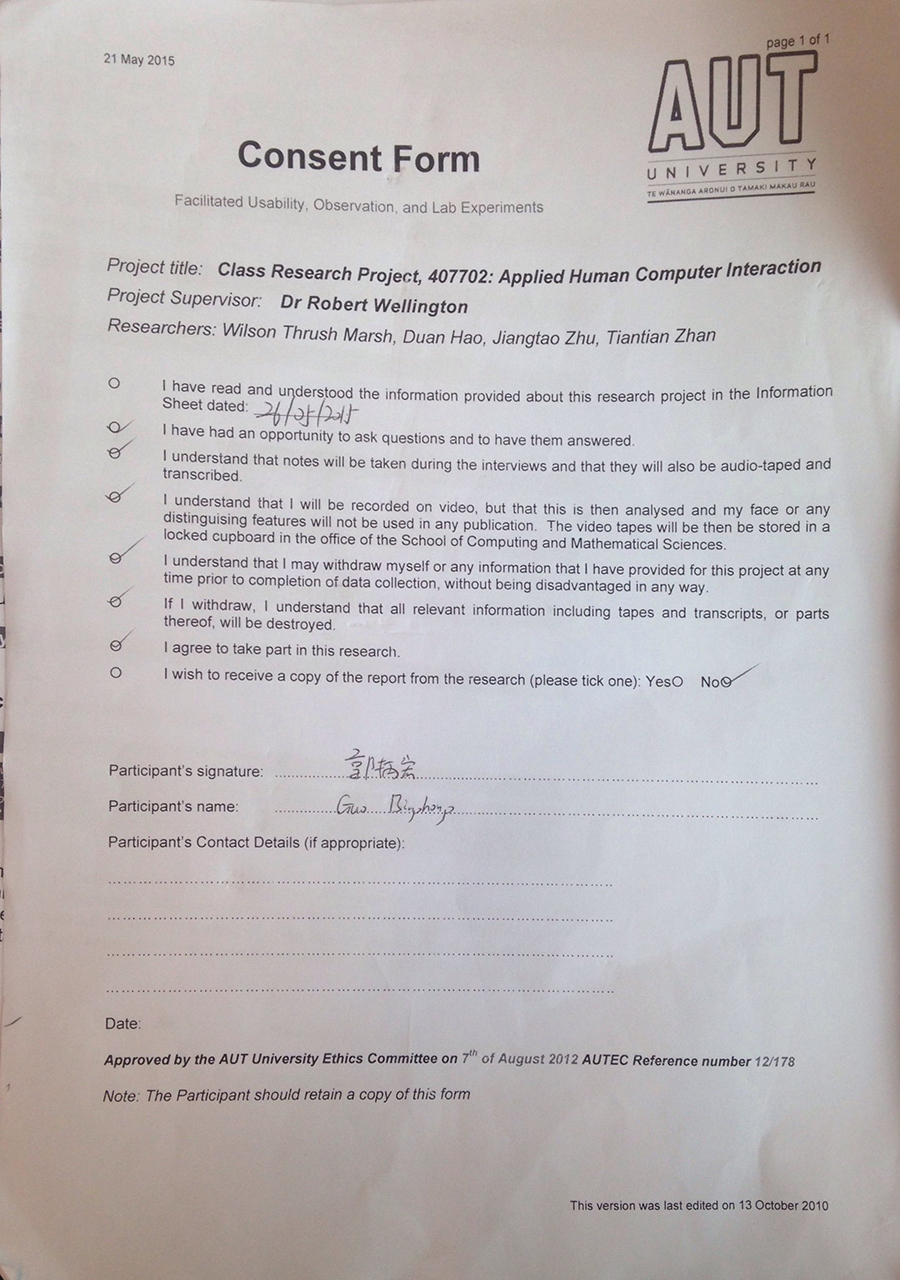 page 1 of 1
21 May 2015
AUT
UNIVERSITY
TE WĀNANGA ARONUI O TAMAKI MAKAU RAU
Consent Form
Facilitated Usability, Observation, and Lab Experiments
Project title: Class Research Project, 407702: Applied Human Computer Interaction
Project Supervisor: Dr Robert Wellington
Researchers: Wilson Thrush Marsh, Duan Hao, Jiangtao Zhu, Tiantian Zhan
I have read and understood the information provided about this research project in the Information
Sheet dated: 26/05/2015
I have had an opportunity to ask questions and to have them answered.
I understand that notes will be taken during the interviews and that they will also be audio-taped and
transcribed.
I understand that I will be recorded on video, but that this is then analysed and my face or any
distinguising features will not be used in any publication. The video tapes will be then be stored in a
locked cupboard in the office of the School of Computing and Mathematical Sciences.
I understand that I may withdraw myself or any information that I have provided for this project at any
time prior to completion of data collection, without being disadvantaged in any way.
If I withdraw, I understand that all relevant information including tapes and transcripts, or parts
thereof, will be destroyed.
I agree to take part in this research.
I wish to receive a copy of the report from the research (please tick one): Yes No
Participant's signature:
Participant's name: Guo
Participant's Contact Details (if appropriate):
Date:
Approved by the AUT University Ethics Committee on 7th of August 2012 AUTEC Reference number 12/178
Note: The Participant should retain a copy of this form
This version was last edited on 13 October 2010